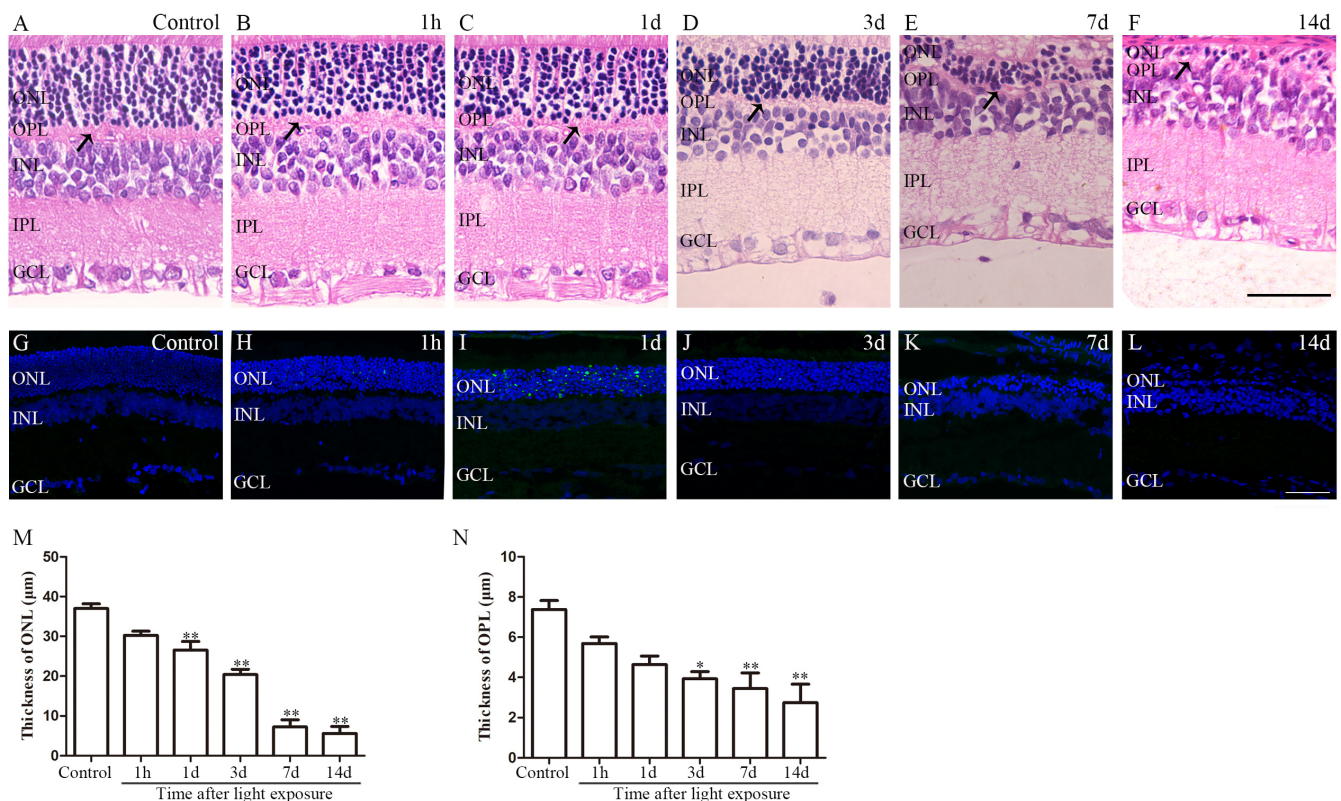 A Control
ONL
OPL
INL
IPL
GCL
B 1h
ONL
OPL
INL
IPL
GCL
C 1d
ONL
OPL
INL
IPL
GCL
D 3d
ONL
OPL
INL
IPL
GCL
E 7d
ONL
OPL
INL
IPL
GCL
F 14d
ONL
OPL
INL
IPL
GCL
G Control
ONL
INL
GCL
H 1h
ONL
INL
GCL
I 1d
ONL
INL
GCL
J 3d
ONL
INL
GCL
K 7d
ONL
INL
GCL
L 14d
ONL
INL
GCL
M
Thickness of ONL (μm)
50
40
30
20
10
0
** ** ** **
Control 1h 1d 3d 7d 14d
Time after light exposure
N
Thickness of OPL (μm)
10
8
6
4
2
0
* ** **
Control 1h 1d 3d 7d 14d
Time after light exposure